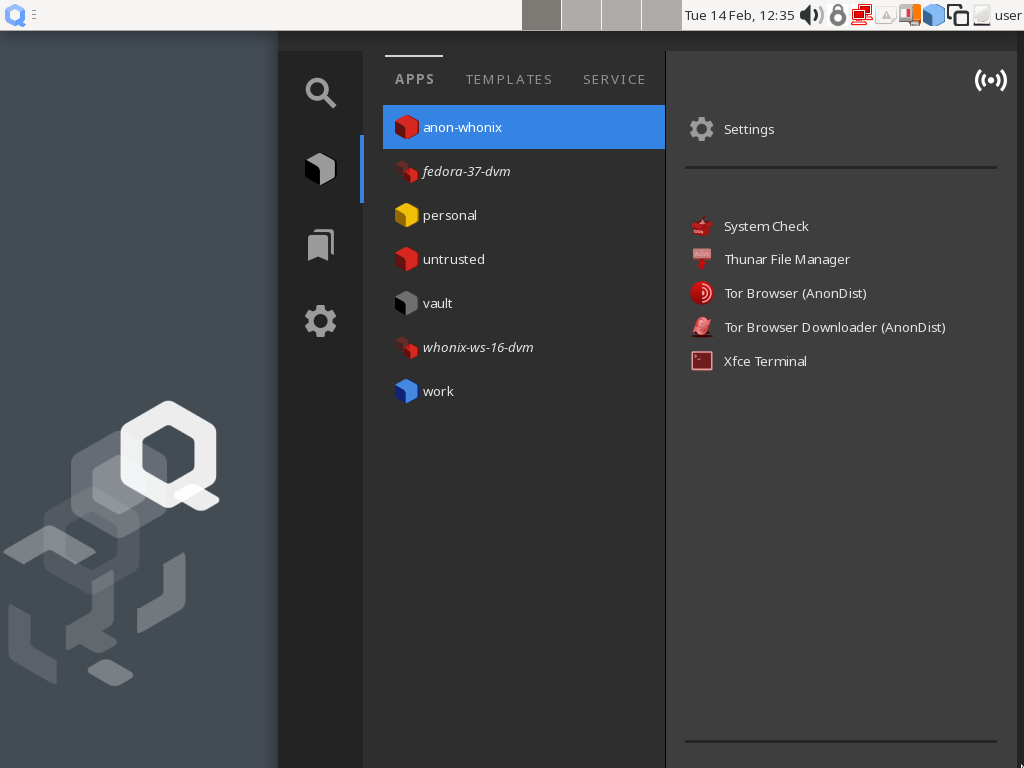 Tue 14 Feb, 12:35
user
APPS
TEMPLATES
SERVICE
anon-whonix
fedora-37-dvm
personal
untrusted
vault
whonix-ws-16-dvm
work
Settings
System Check
Thunar File Manager
Tor Browser (AnonDist)
Tor Browser Downloader (AnonDist)
Xfce Terminal